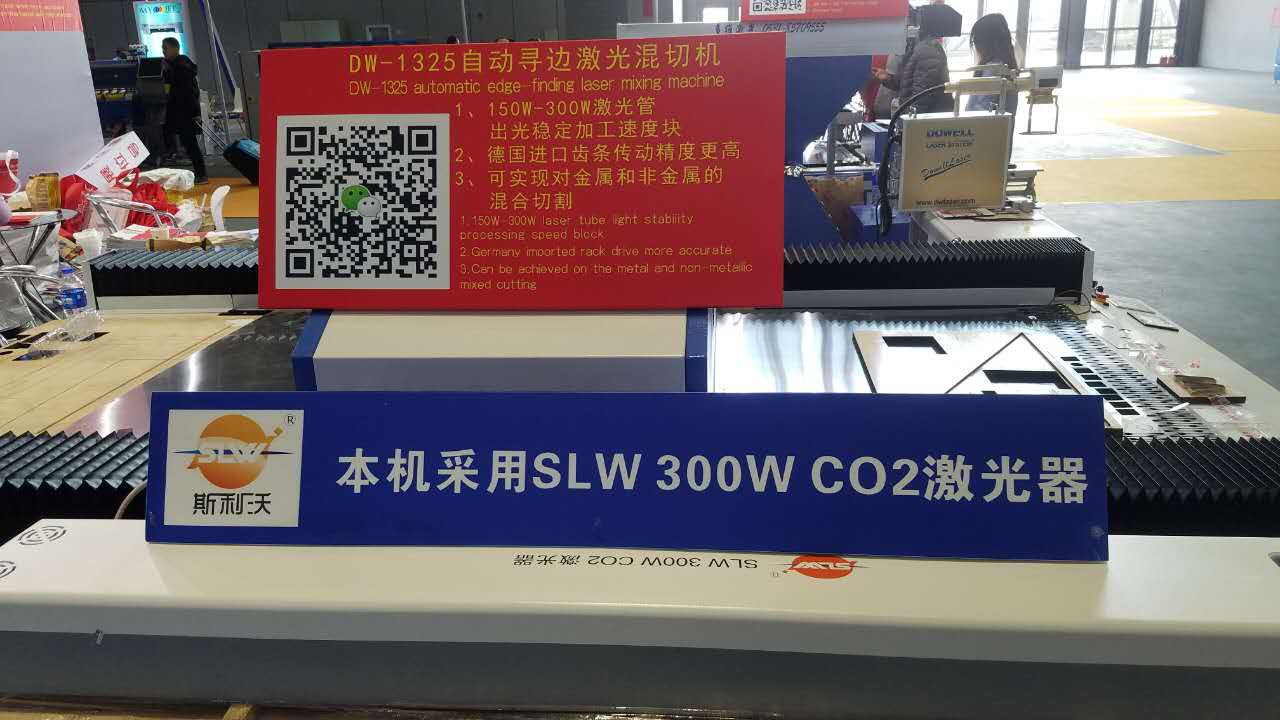 DW-1325自动寻边激光混切机
DW-1325 automatic edge-finding laser mixing machine
1、150W-300W激光管
出光稳定加工速度块
2、德国进口齿条传动精度更高
3、可实现对金属和非金属的
混合切割
1.150W-300W laser tube light stability
processing speed block
2.Germany imported rack drive more accurate
3.Can be achieved on the metal and non-metallic
mixed cutting
DOWELL
LASER SYSTEM
DowellLaser
www.dwlaser.com
SLW
®
斯利沃
本机采用SLW 300W CO2激光器
SLW ®
SLW 300W CO2 激光器